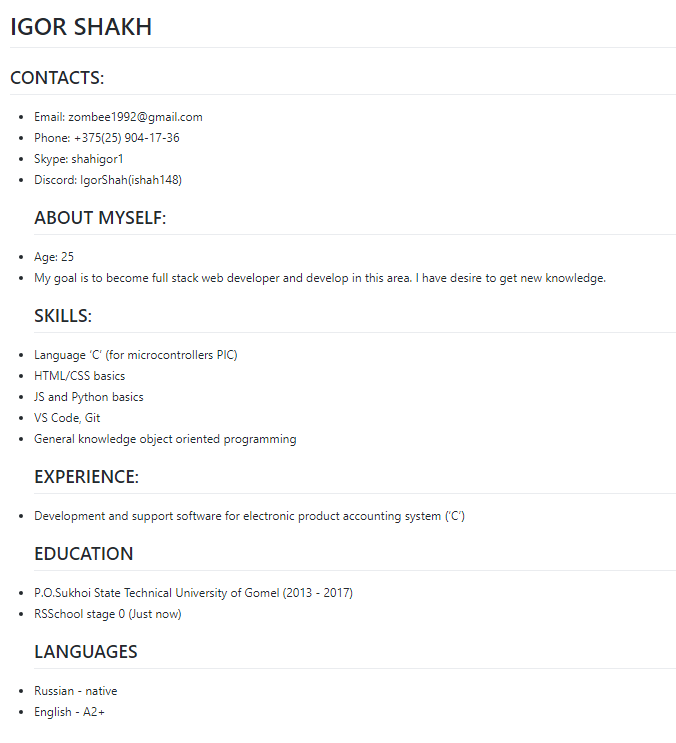 IGOR SHAKH
CONTACTS:
Email: zombee1992@gmail.com
Phone: +375(25) 904-17-36
Skype: shahigor1
Discord: IgorShah(ishah148)
ABOUT MYSELF:
Age: 25
My goal is to become full stack web developer and develop in this area. I have desire to get new knowledge.
SKILLS:
Language ‘C’ (for microcontrollers PIC)
HTML/CSS basics
JS and Python basics
VS Code, Git
General knowledge object oriented programming
EXPERIENCE:
Development and support software for electronic product accounting system (‘C’)
EDUCATION
P.O.Sukhoi State Technical University of Gomel (2013 - 2017)
RSSchool stage 0 (Just now)
LANGUAGES
Russian - native
English - A2+